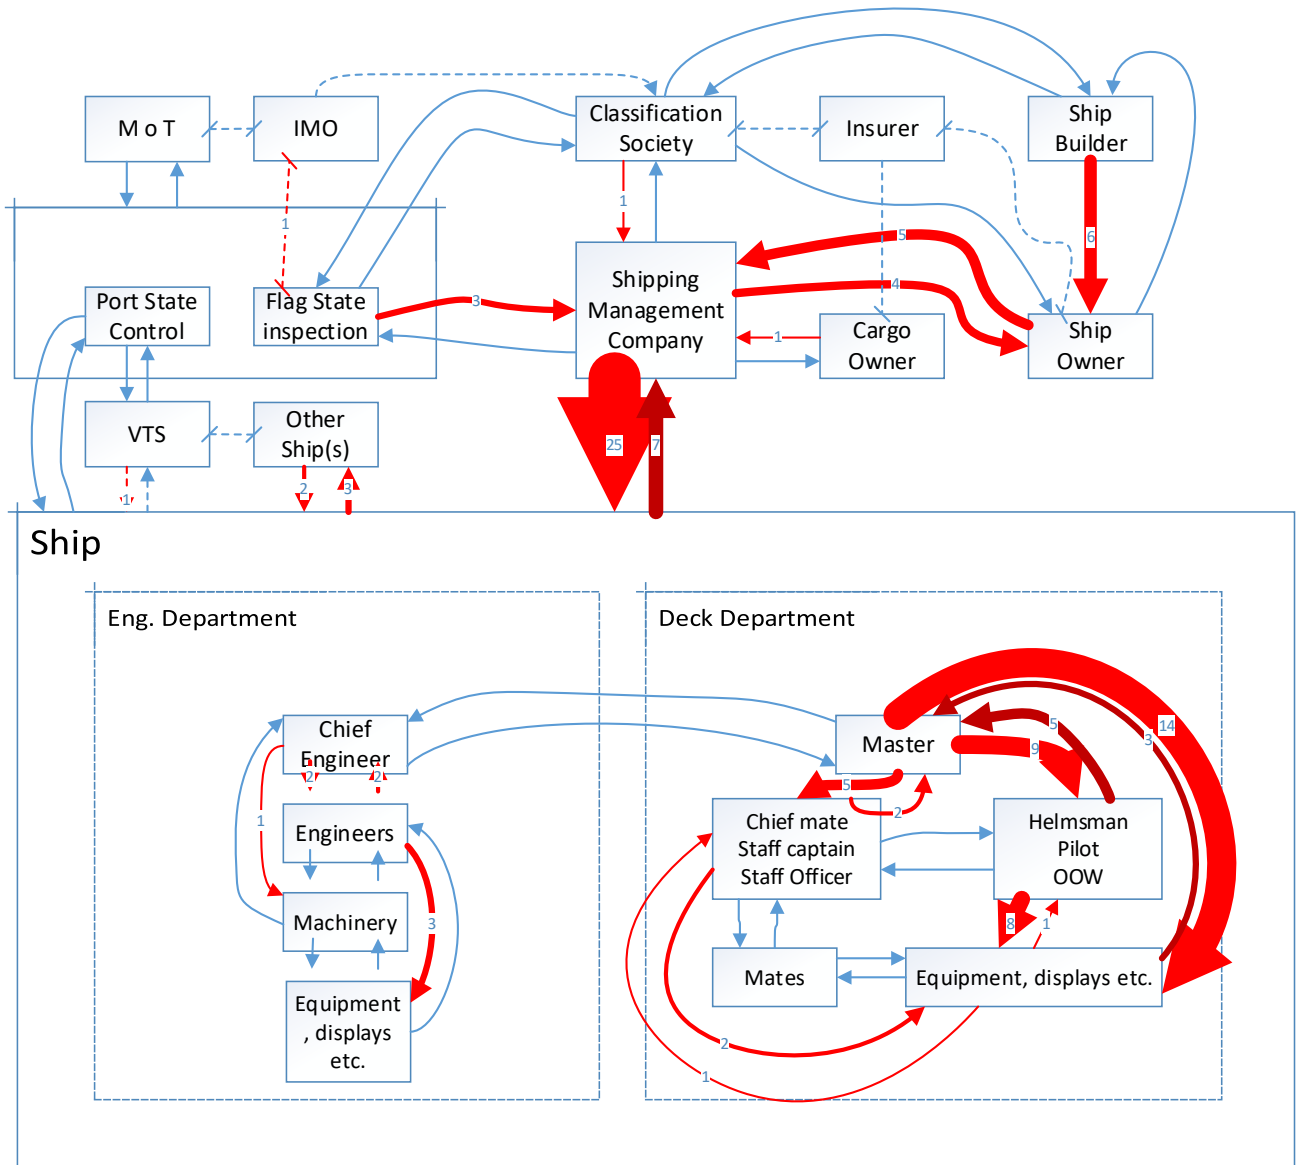 M o T
IMO
Classification
Society
Insurer
Ship
Builder
1
1
5
6
4
3
1
Port State
Control
Flag State
inspection
Shipping
Management
Company
Cargo
Owner
Ship
Owner
VTS
Other
Ship(s)
25
7
1
2
3
Ship
Eng. Department
Deck Department
Chief
Engineer
2
2
1
Engineers
Machinery
3
Equipment
, displays
etc.
Master
14
3
5
9
5
2
Chief mate
Staff captain
Staff Officer
Helmsman
Pilot
OOW
8
1
Mates
Equipment, displays etc.
2
1